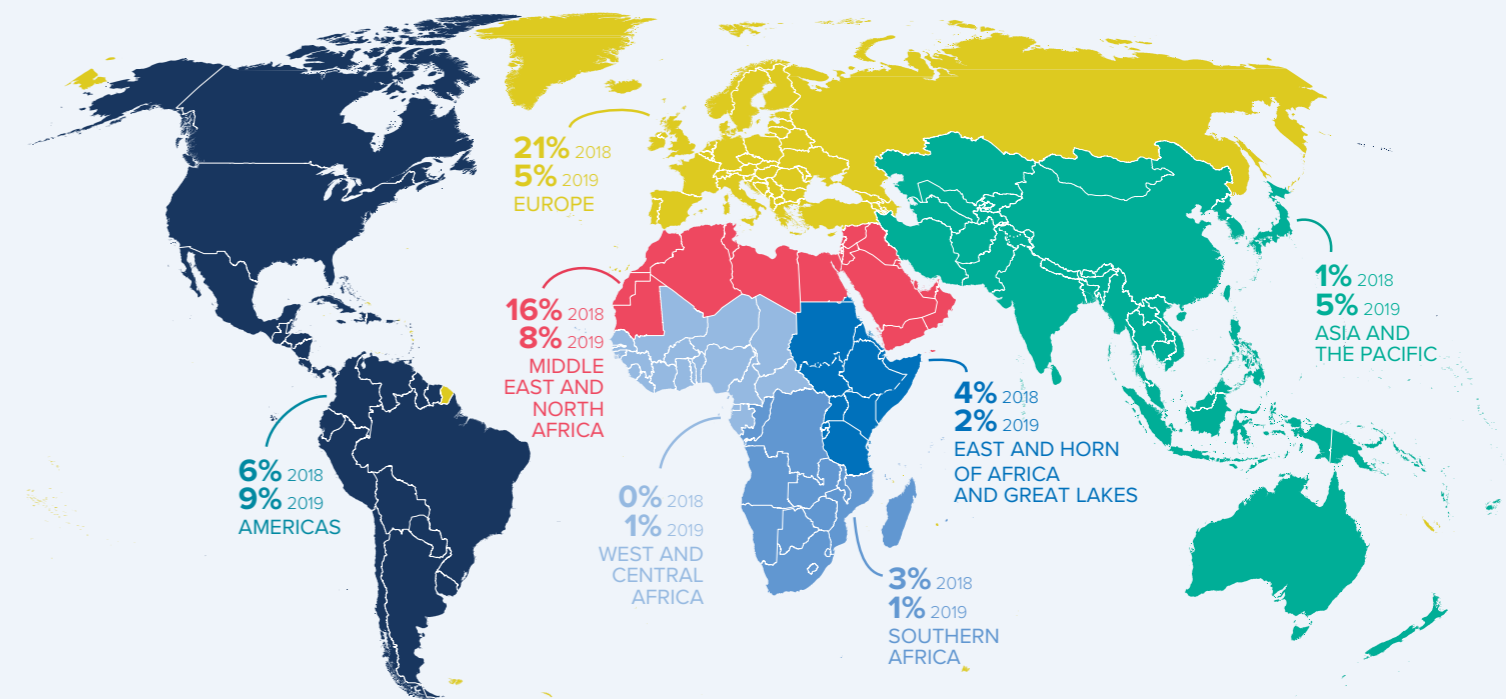 21% 2018
5% 2019
EUROPE
16% 2018
8% 2019
MIDDLE
EAST AND
NORTH
AFRICA
1% 2018
5% 2019
ASIA AND
THE PACIFIC
4% 2018
2% 2019
EAST AND HORN
OF AFRICA
AND GREAT LAKES
6% 2018
9% 2019
AMERICAS
0% 2018
1% 2019
WEST AND
CENTRAL
AFRICA
3% 2018
1% 2019
SOUTHERN
AFRICA